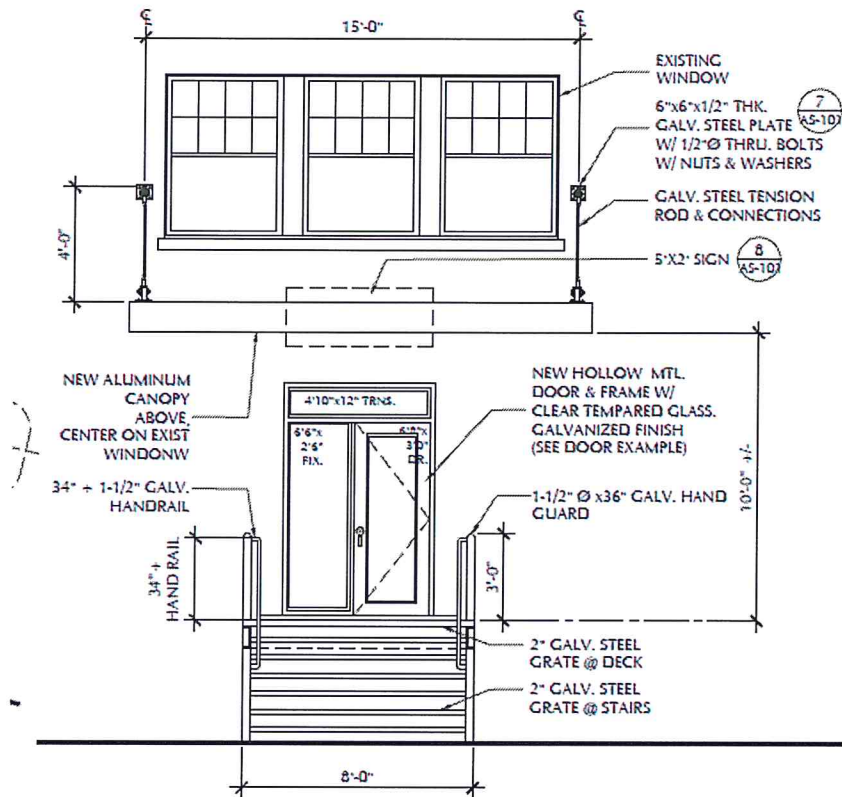 ℄
15'-0"
℄
EXISTING
WINDOW
6"x6"x1/2" THK.
GALV. STEEL PLATE
W/ 1/2"Ø THRU. BOLTS
W/ NUTS & WASHERS
7
AS-101
GALV. STEEL TENSION
ROD & CONNECTIONS
4'-0"
5'X2' SIGN
8
AS-101
NEW ALUMINUM
CANOPY
ABOVE,
CENTER ON EXIST
WINDONW
4'10"x12" TRNS.
NEW HOLLOW MTL.
DOOR & FRAME W/
CLEAR TEMPARED GLASS.
GALVANIZED FINISH
(SEE DOOR EXAMPLE)
6'6"x
2'6"
FIX.
3'0"
DR.
10'-0" +/-
34" + 1-1/2" GALV.
HANDRAIL
1-1/2" Ø x36" GALV. HAND
GUARD
34" +
HAND RAIL
3'-0"
2" GALV. STEEL
GRATE @ DECK
2" GALV. STEEL
GRATE @ STAIRS
8'-0"